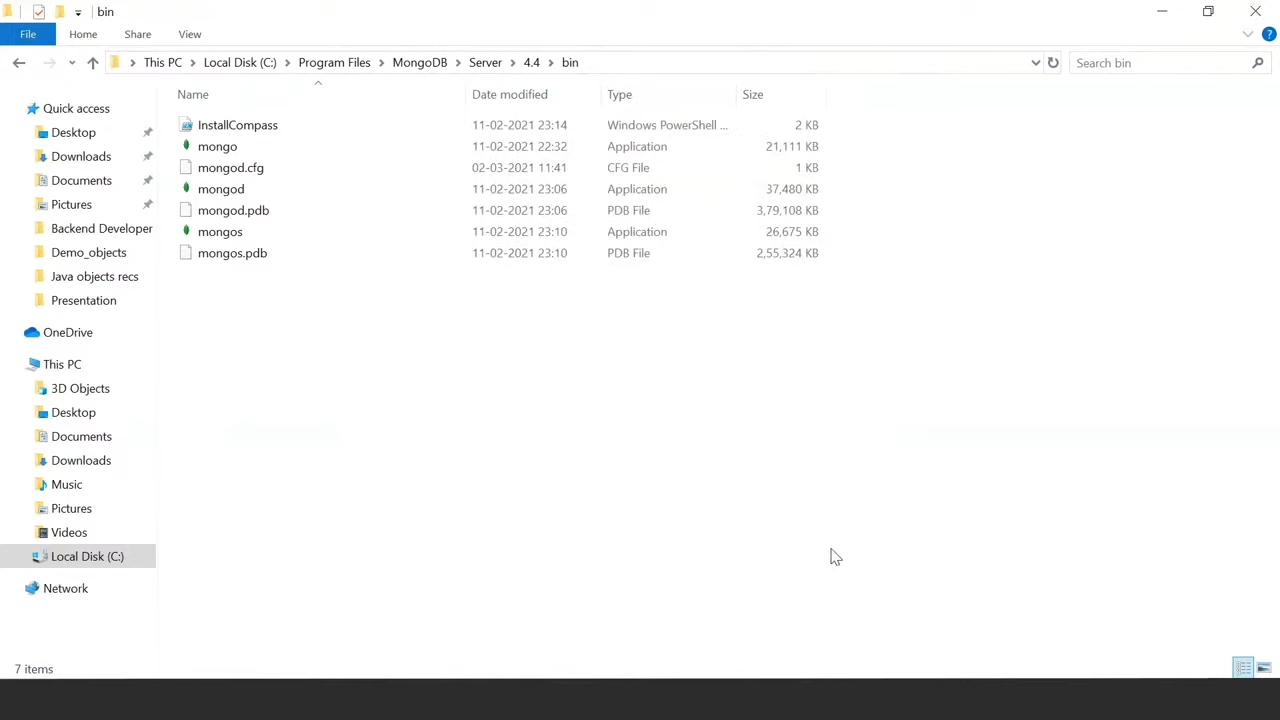 bin
File Home Share View
This PC Local Disk (C:) Program Files MongoDB Server 4.4 bin Search bin
Name Date modified Type Size
InstallCompass 11-02-2021 23:14 Windows PowerShell ... 2 KB
mongo 11-02-2021 22:32 Application 21,111 KB
mongod.cfg 02-03-2021 11:41 CFG File 1 KB
mongod 11-02-2021 23:06 Application 37,480 KB
mongod.pdb 11-02-2021 23:06 PDB File 3,79,108 KB
mongos 11-02-2021 23:10 Application 26,675 KB
mongos.pdb 11-02-2021 23:10 PDB File 2,55,324 KB
Quick access
Desktop
Downloads
Documents
Pictures
Backend Developer
Demo_objects
Java objects recs
Presentation
OneDrive
This PC
3D Objects
Desktop
Documents
Downloads
Music
Pictures
Videos
Local Disk (C:)
Network
7 items